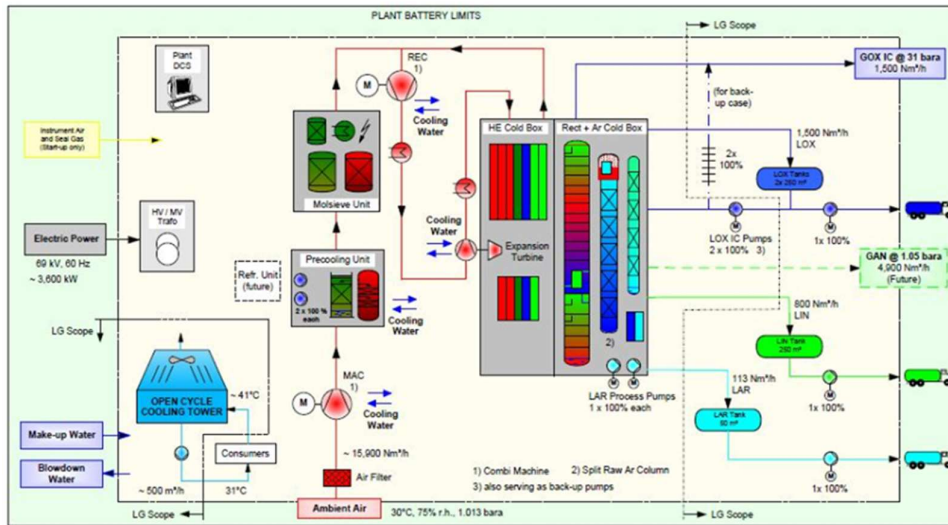 PLANT BATTERY LIMITS
LG Scope
LG Scope
Plant
DCS
REC
1)
M
Cooling
Water
GOX IC @ 31 bara
1,500 Nm³/h
(for back-
up case)
Instrument Air
and Seal Gas
(Start-up only)
HE Cold Box
Rect + Ar Cold Box
1,500 Nm³/h
LOX
2x
100%
LOX Tanks
2x 250 m³
Molsieve Unit
HV / MV
Trafo
Electric Power
69 kV, 60 Hz
~ 3,600 kW
Cooling
Water
Expansion
Turbine
M
M
LOX IC Pumps
2 x 100% 3)
1x 100%
Precooling Unit
Refr. Unit
(future)
2 x 100 %
each
Cooling
Water
GAN @ 1.05 bara
4,900 Nm³/h
(Future)
LG Scope
800 Nm³/h
LIN
LIN Tank
250 m³
LG Scope
2)
MAC
1)
M
Cooling
Water
M M
LAR Process Pumps
1 x 100% each
113 Nm³/h
LAR
M
1x 100%
LAR Tank
50 m³
~ 41°C
OPEN CYCLE
COOLING TOWER
Make-up Water
Consumers
Blowdown
Water
~ 500 m³/h
31°C
~ 15,900 Nm³/h
Air Filter
1) Combi Machine
2) Split Raw Ar Column
3) also serving as back-up pumps
M
1x 100%
LG Scope
Ambient Air
30°C, 75% r.h., 1.013 bara
LG Scope